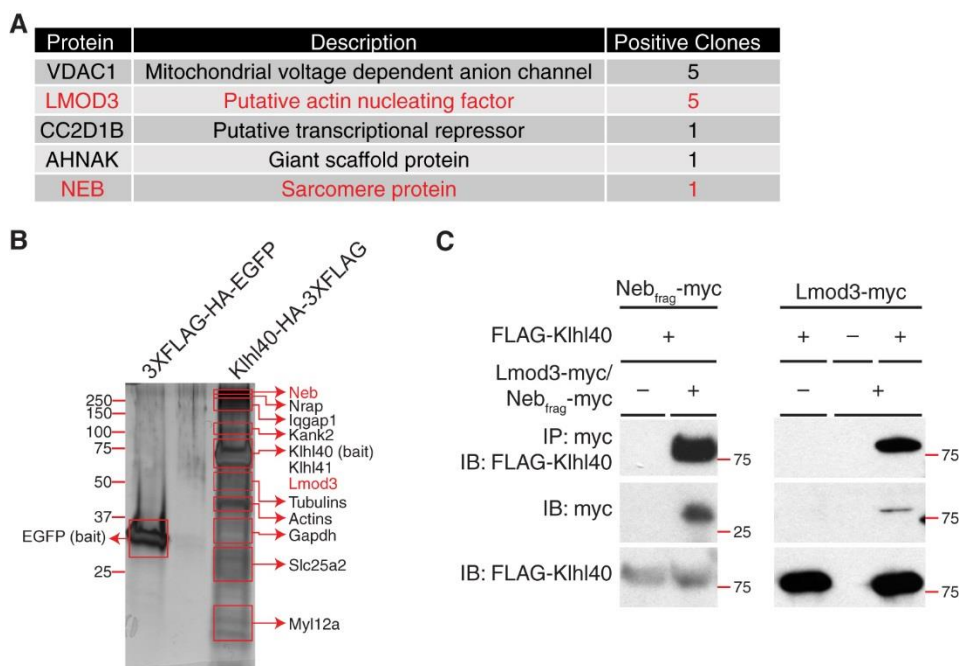 A
Protein Description Positive Clones
VDAC1 Mitochondrial voltage dependent anion channel 5
LMOD3 Putative actin nucleating factor 5
CC2D1B Putative transcriptional repressor 1
AHNAK Giant scaffold protein 1
NEB Sarcomere protein 1
B
3XFLAG-HA-EGFP
Klhl40-HA-3XFLAG
250
150
100
75
50
37
25
EGFP (bait)
Neb
Nrap
Iqgap1
Kank2
Klhl40 (bait)
Klhl41
Lmod3
Tubulins
Actins
Gapdh
Slc25a2
Myl12a
C
Nebfrag-myc Lmod3-myc
FLAG-Klhl40 + + – +
Lmod3-myc/
Nebfrag-myc – + – +
IP: myc
IB: FLAG-Klhl40 75 75
IB: myc 25 75
IB: FLAG-Klhl40 75 75